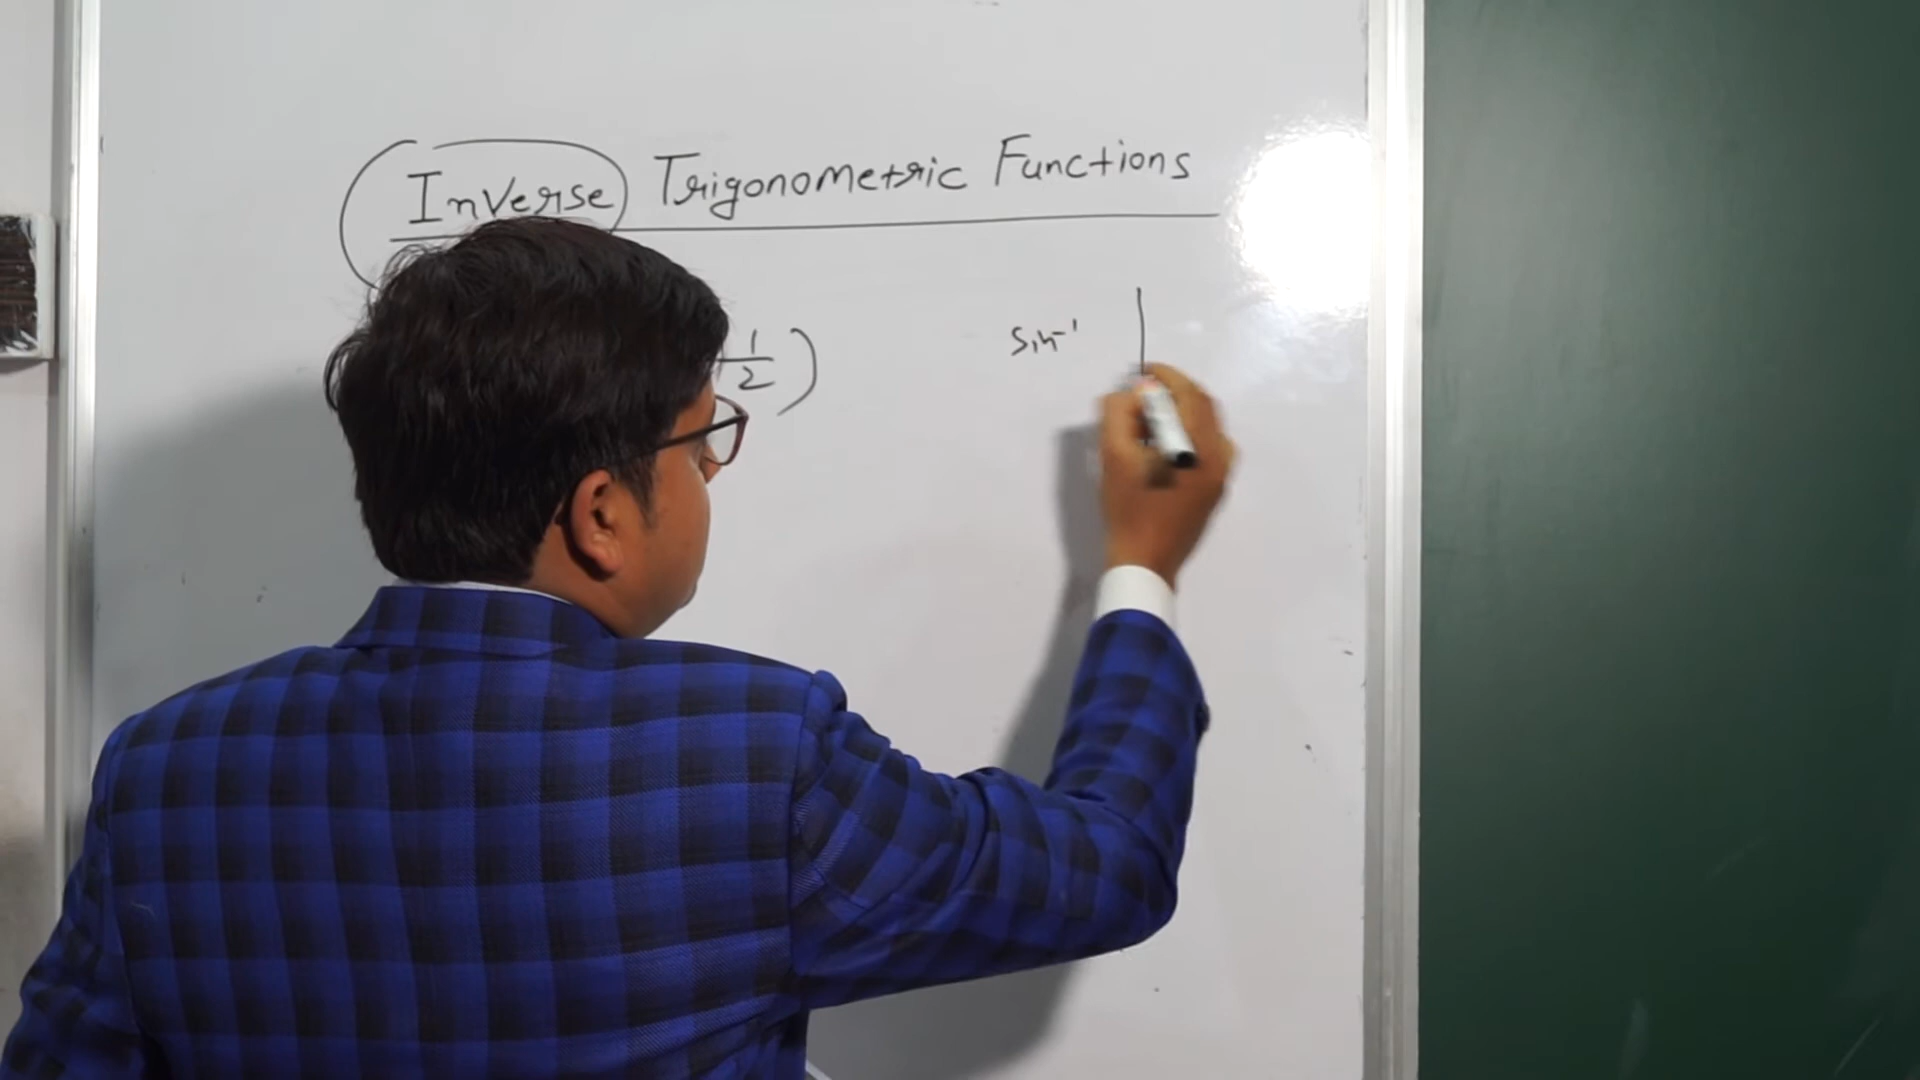 Inverse Trigonometric Functions
1/2) sin⁻¹